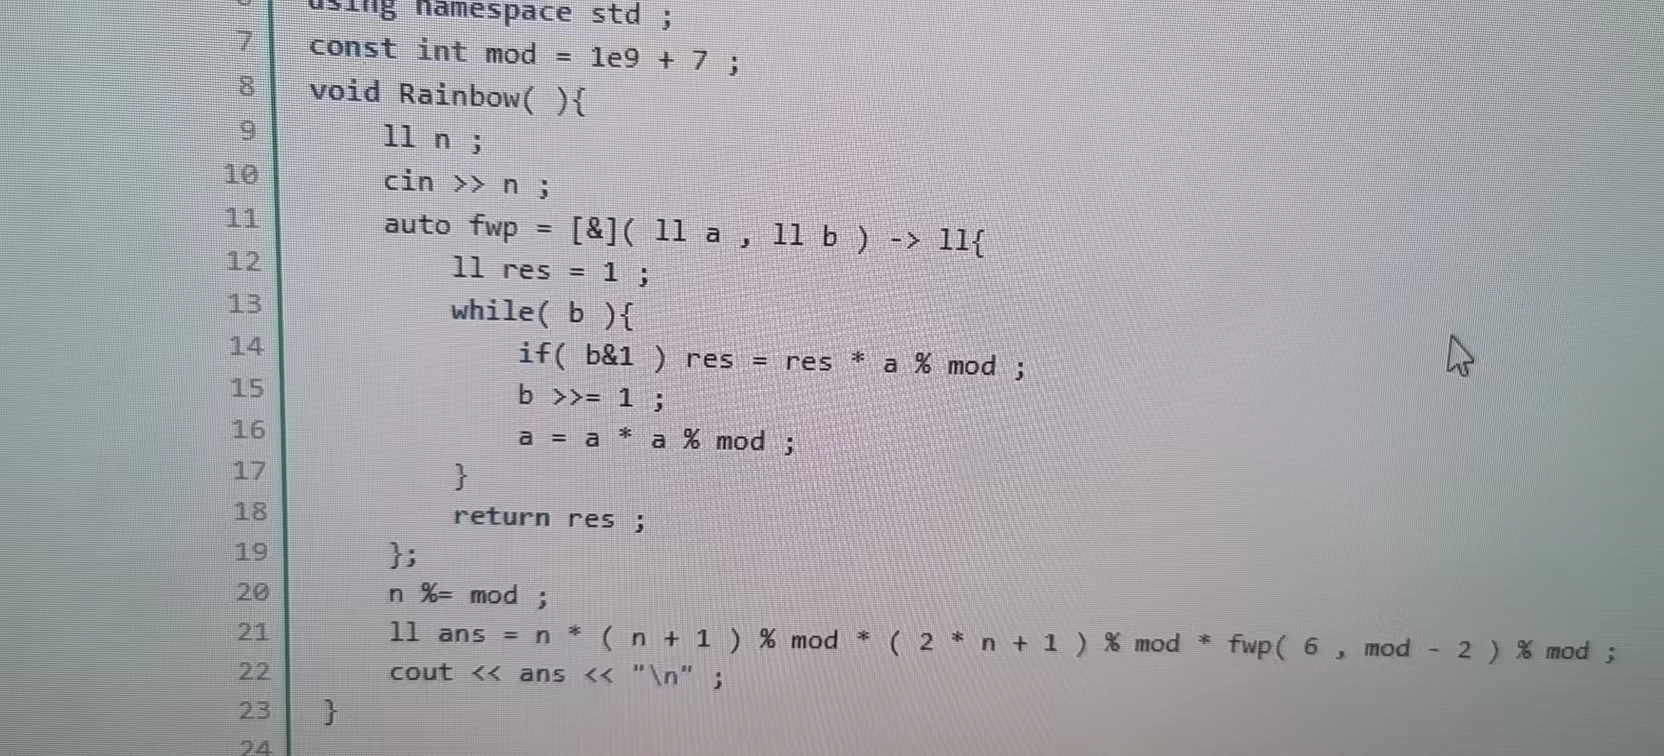 using namespace std ;
7 const int mod = 1e9 + 7 ;
8 void Rainbow( ){
9 ll n ;
10 cin >> n ;
11 auto fwp = [&]( ll a , ll b ) -> ll{
12 ll res = 1 ;
13 while( b ){
14 if( b&1 ) res = res * a % mod ;
15 b >>= 1 ;
16 a = a * a % mod ;
17 }
18 return res ;
19 };
20 n %= mod ;
21 ll ans = n * ( n + 1 ) % mod * ( 2 * n + 1 ) % mod * fwp( 6 , mod - 2 ) % mod ;
22 cout << ans << "\n" ;
23 }
24